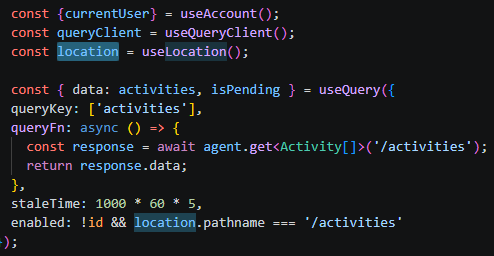 const {currentUser} = useAccount();
const queryClient = useQueryClient();
const location = useLocation();
const { data: activities, isPending } = useQuery({
queryKey: ['activities'],
queryFn: async () => {
const response = await agent.get<Activity[]>('/activities');
return response.data;
},
staleTime: 1000 * 60 * 5,
enabled: !id && location.pathname === '/activities'
});